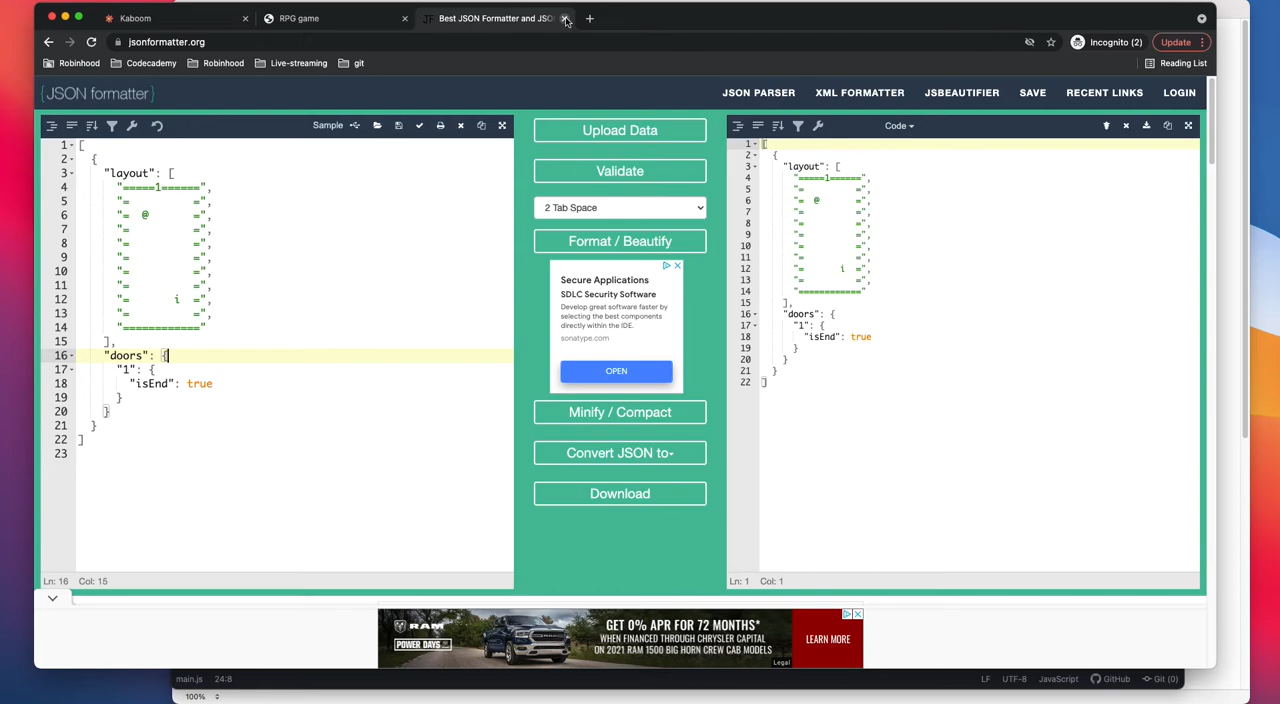 Kaboom
RPG game
Best JSON Formatter and JSO
jsonformatter.org
Incognito (2)
Update
Robinhood
Codecademy
Robinhood
Live-streaming
git
Reading List
{JSON formatter}
JSON PARSER
XML FORMATTER
JSBEAUTIFIER
SAVE
RECENT LINKS
LOGIN
Sample
1 [
2 {
3 "layout": [
4 "=====1======",
5 "=          =",
6 "=  @       =",
7 "=          =",
8 "=          =",
9 "=          =",
10 "=          =",
11 "=          =",
12 "=       i  =",
13 "=          =",
14 "============"
15 ],
16 "doors": {
17 "1": {
18 "isEnd": true
19 }
20 }
21 }
22 ]
23
Ln: 16 Col: 15
Upload Data
Validate
2 Tab Space
Format / Beautify
Secure Applications
SDLC Security Software
Develop great software faster by
selecting the best components
directly within the IDE.
sonatype.com
OPEN
Minify / Compact
Convert JSON to
Download
Code
1 [
2 {
3 "layout": [
4 "=====1======",
5 "=          =",
6 "=  @       =",
7 "=          =",
8 "=          =",
9 "=          =",
10 "=          =",
11 "=          =",
12 "=       i  =",
13 "=          =",
14 "============"
15 ],
16 "doors": {
17 "1": {
18 "isEnd": true
19 }
20 }
21 }
22 ]
Ln: 1 Col: 1
RAM
POWER DAYS
GET 0% APR FOR 72 MONTHS*
WHEN FINANCED THROUGH CHRYSLER CAPITAL
ON 2021 RAM 1500 BIG HORN CREW CAB MODELS
Legal
LEARN MORE
main.js 24:8
LF UTF-8 JavaScript GitHub Git (0)
100%